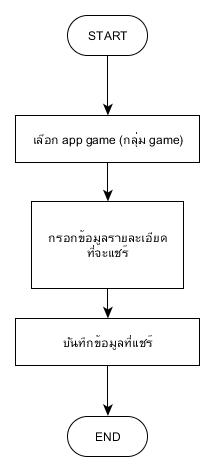 START
เลือก app game (กลุ่ม game)
กรอกข้อมูลรายละเอียด
ที่จะแชร์
บันทึกข้อมูลที่แชร์
END